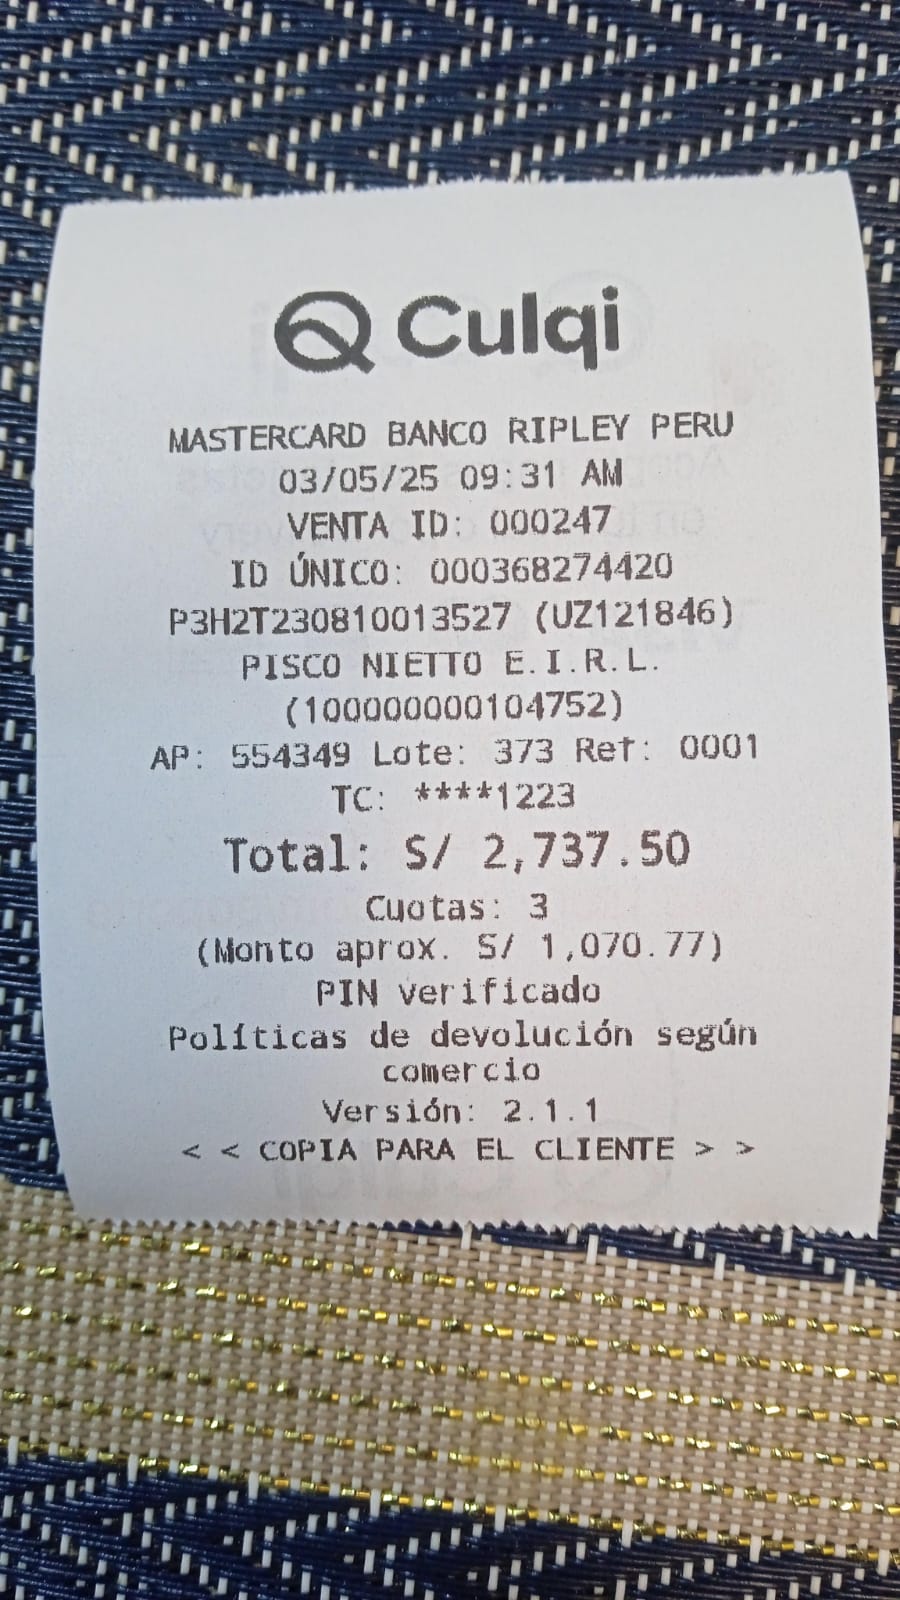 Culqi
MASTERCARD BANCO RIPLEY PERU
03/05/25 09:31 AM
VENTA ID: 000247
ID ÚNICO: 000368274420
P3H2T230810013527 (UZ121846)
PISCO NIETTO E.I.R.L.
(100000000104752)
AP: 554349 Lote: 373 Ref: 0001
TC: ****1223
Total: S/ 2,737.50
Cuotas: 3
(Monto aprox. S/ 1,070.77)
PIN verificado
Políticas de devolución según
comercio
Versión: 2.1.1
< < COPIA PARA EL CLIENTE > >